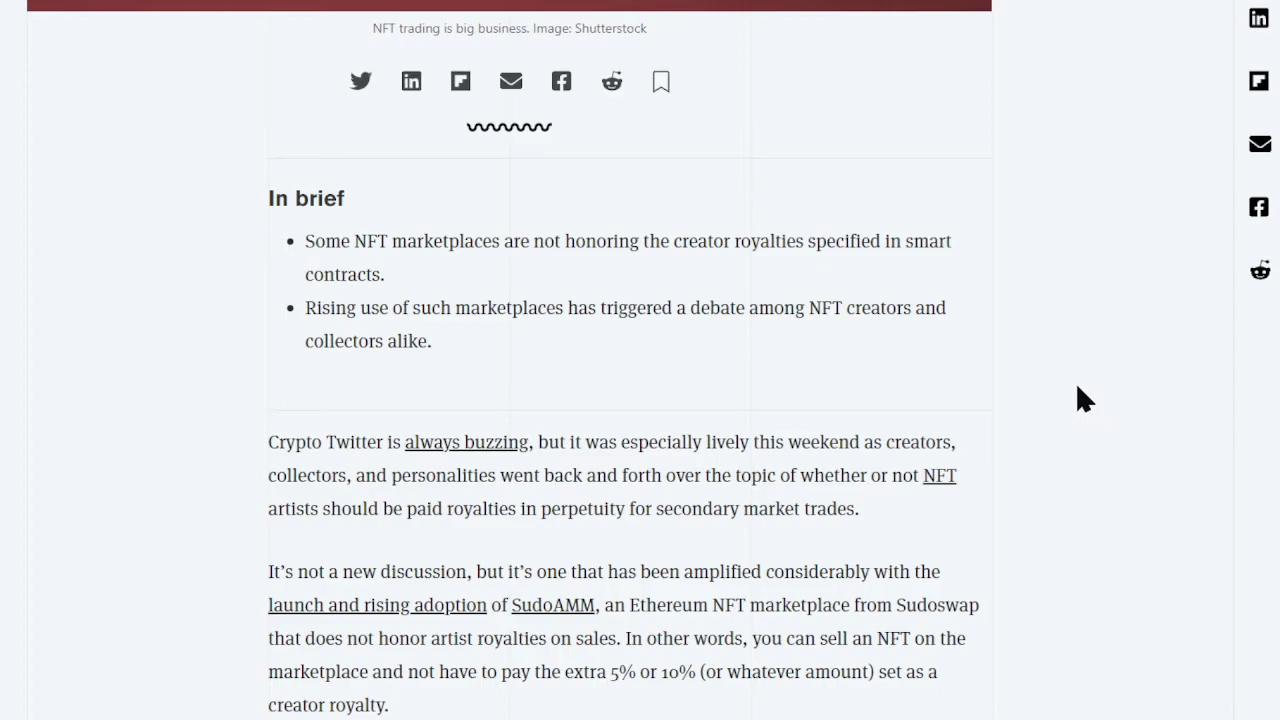 NFT trading is big business. Image: Shutterstock
In brief
• Some NFT marketplaces are not honoring the creator royalties specified in smart
contracts.
• Rising use of such marketplaces has triggered a debate among NFT creators and
collectors alike.
Crypto Twitter is always buzzing, but it was especially lively this weekend as creators,
collectors, and personalities went back and forth over the topic of whether or not NFT
artists should be paid royalties in perpetuity for secondary market trades.
It’s not a new discussion, but it’s one that has been amplified considerably with the
launch and rising adoption of SudoAMM, an Ethereum NFT marketplace from Sudoswap
that does not honor artist royalties on sales. In other words, you can sell an NFT on the
marketplace and not have to pay the extra 5% or 10% (or whatever amount) set as a
creator royalty.